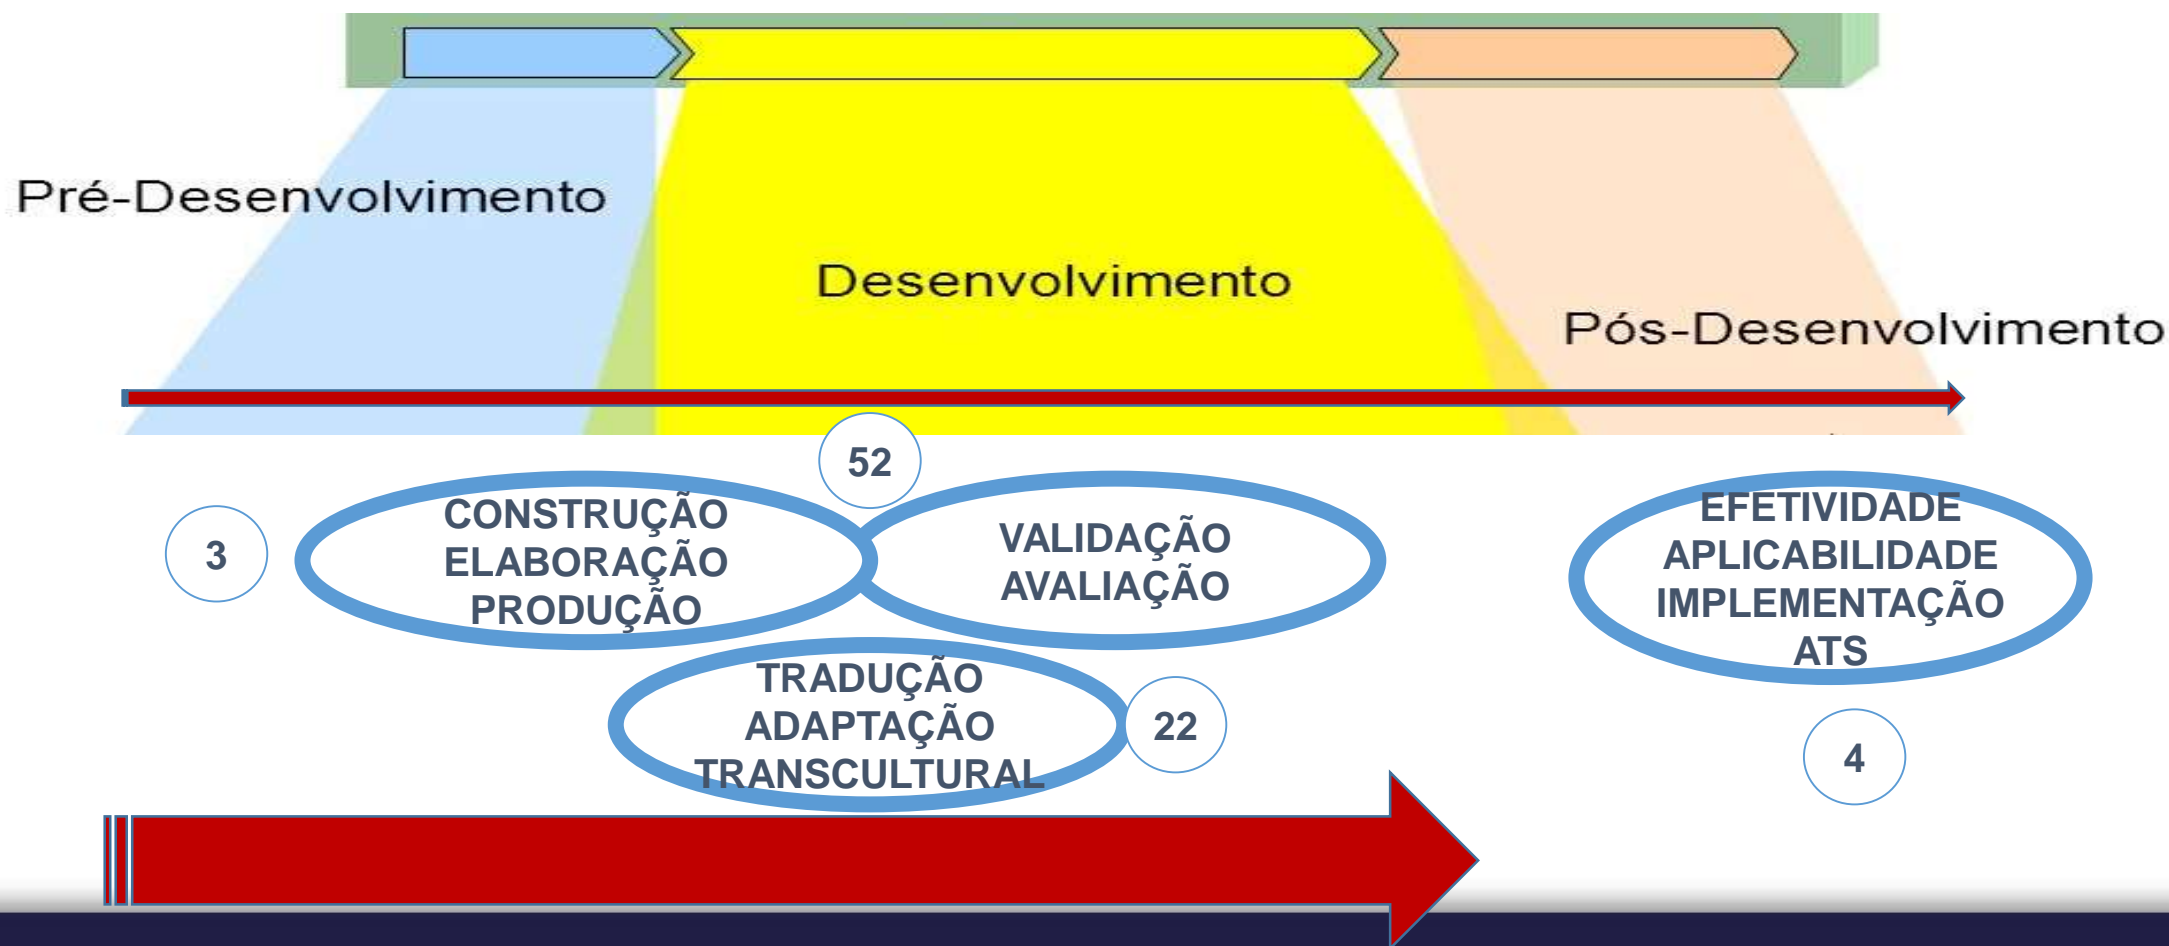 Pré-Desenvolvimento
Desenvolvimento
Pós-Desenvolvimento
52
3
CONSTRUÇÃO
ELABORAÇÃO
PRODUÇÃO
VALIDAÇÃO
AVALIAÇÃO
EFETIVIDADE
APLICABILIDADE
IMPLEMENTAÇÃO
ATS
TRADUÇÃO
ADAPTAÇÃO
TRANSCULTURAL
22
4